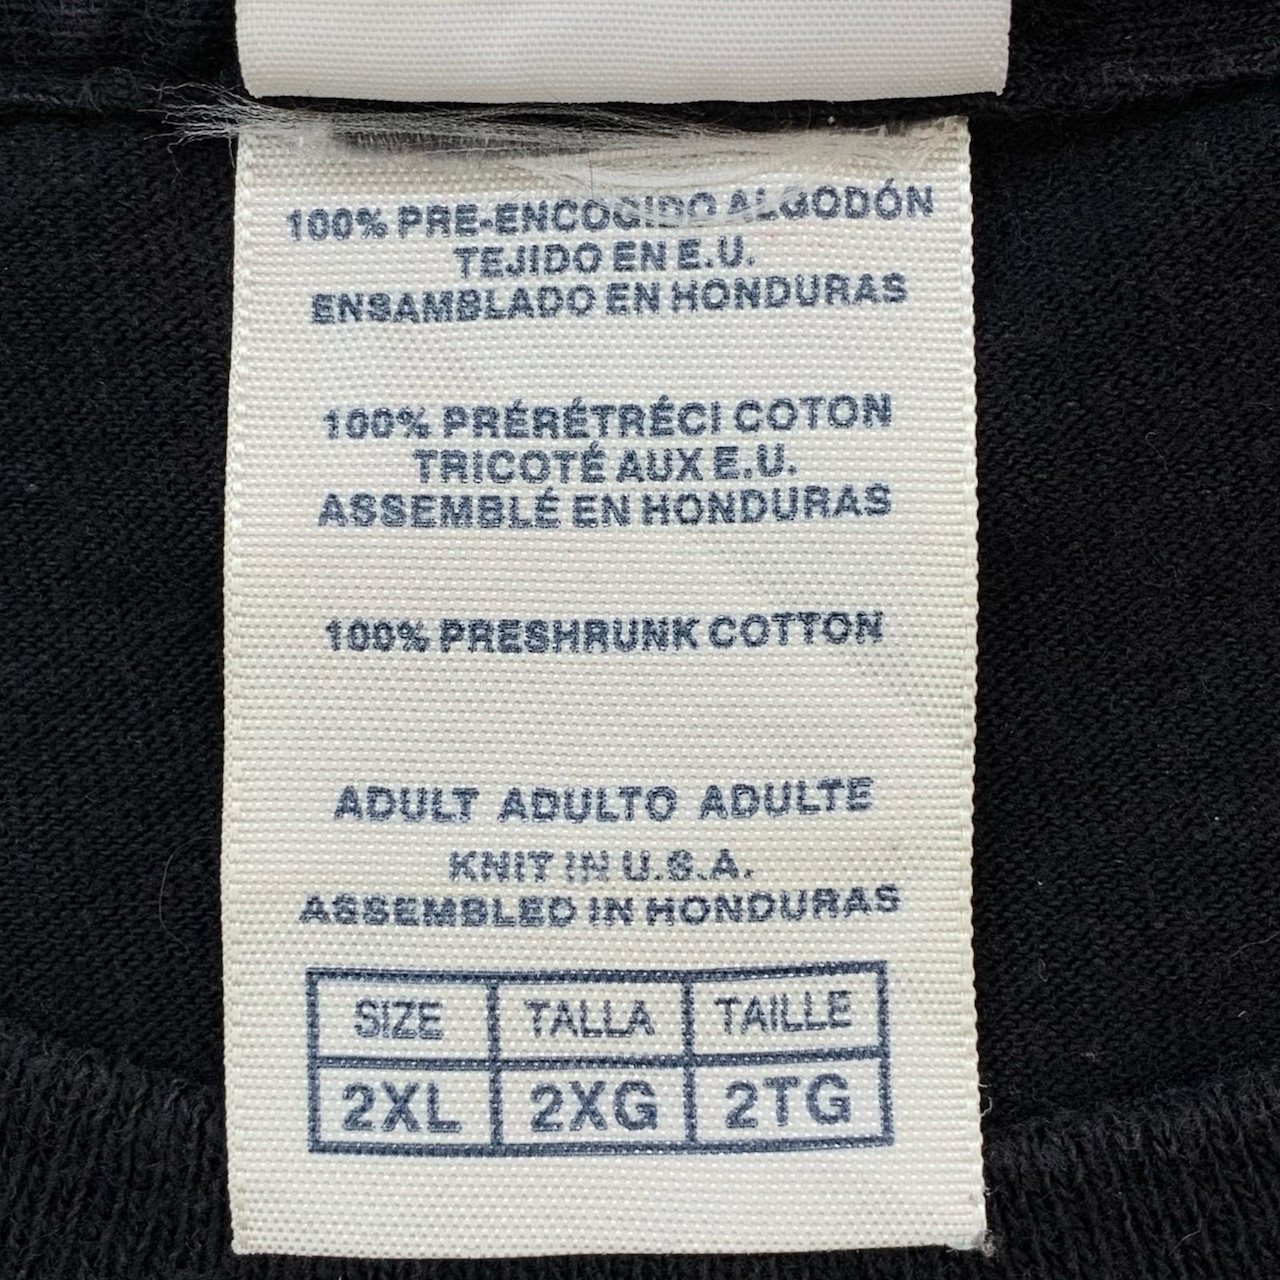 100% PRE-ENCOGIDO ALGODÓN
TEJIDO EN E.U.
ENSAMBLADO EN HONDURAS
100% PRÉRÉTRÉCI COTON
TRICOTÉ AUX E.U.
ASSEMBLÉ EN HONDURAS
100% PRESHRUNK COTTON
ADULT ADULTO ADULTE
KNIT IN U.S.A.
ASSEMBLED IN HONDURAS
SIZE TALLA TAILLE
2XL 2XG 2TG